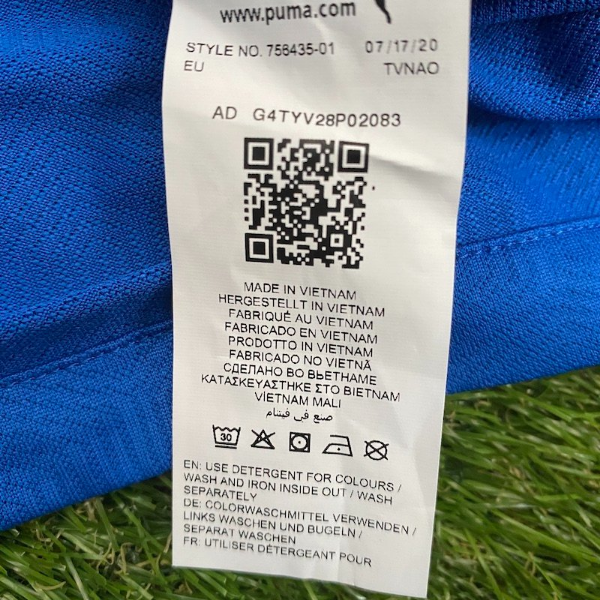 www.puma.com
STYLE NO. 756435-01 07/17/20
EU TVNAO
AD G4TYV28P02083
MADE IN VIETNAM
HERGESTELLT IN VIETNAM
FABRIQUÉ AU VIETNAM
FABRICADO EN VIETNAM
PRODOTTO IN VIETNAM
FABRICADO NO VIETNÃ
СДЕЛАНО ВО ВЬЕТНАМЕ
ΚΑΤΑΣΚΕΥΑΣΤΗΚΕ ΣΤΟ ΒΙΕΤΝΑΜ
VİETNAM MALI
صنع في فيتنام
30
EN: USE DETERGENT FOR COLOURS /
WASH AND IRON INSIDE OUT / WASH
SEPARATELY
DE: COLORWASCHMITTEL VERWENDEN /
LINKS WASCHEN UND BUGELN /
SEPARAT WASCHEN
FR: UTILISER DÉTERGEANT POUR